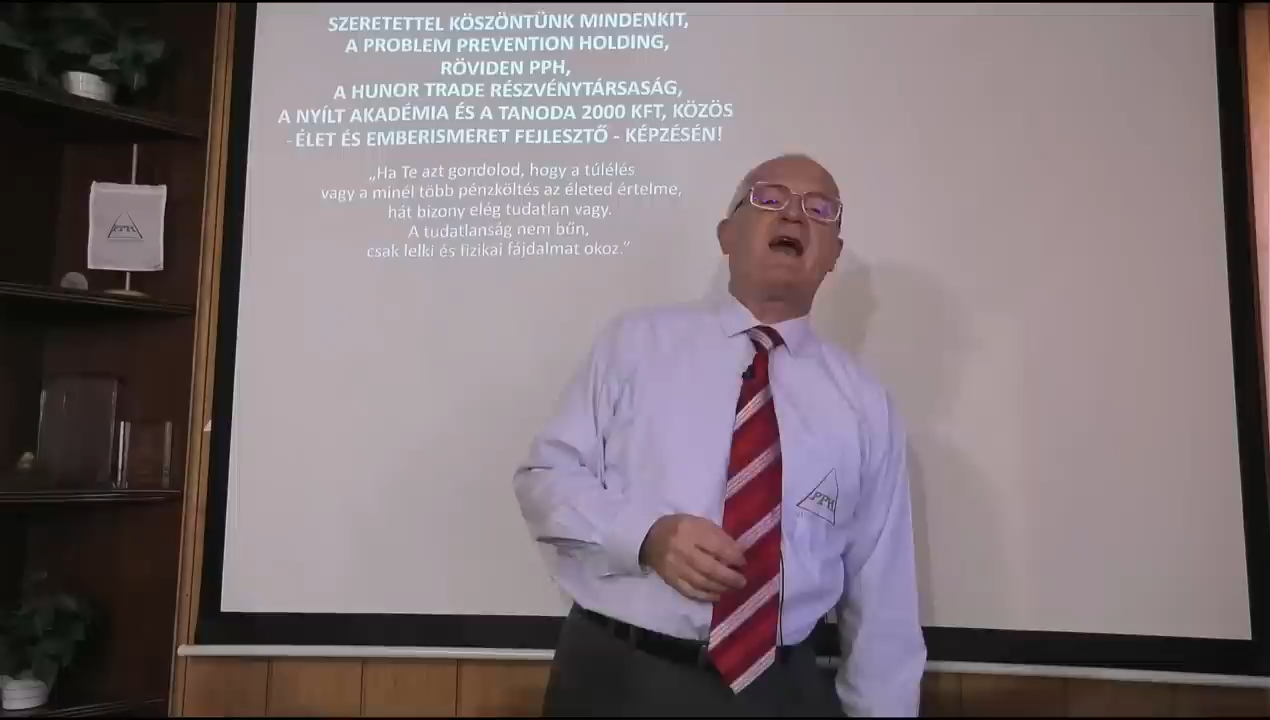 SZERETETTEL KÖSZÖNTÜNK MINDENKIT,
A PROBLEM PREVENTION HOLDING,
RÖVIDEN PPH,
A HUNOR TRADE RÉSZVÉNYTÁRSASÁG,
A NYÍLT AKADÉMIA ÉS A TANODA 2000 KFT, KÖZÖS
- ÉLET ÉS EMBERISMERET FEJLESZTŐ - KÉPZÉSÉN!
„Ha Te azt gondolod, hogy a túlélés
vagy a minél több pénzköltés az életed értelme,
hát bizony elég tudatlan vagy.
A tudatlanság nem bűn,
csak lelki és fizikai fájdalmat okoz.”
PPH
PPH